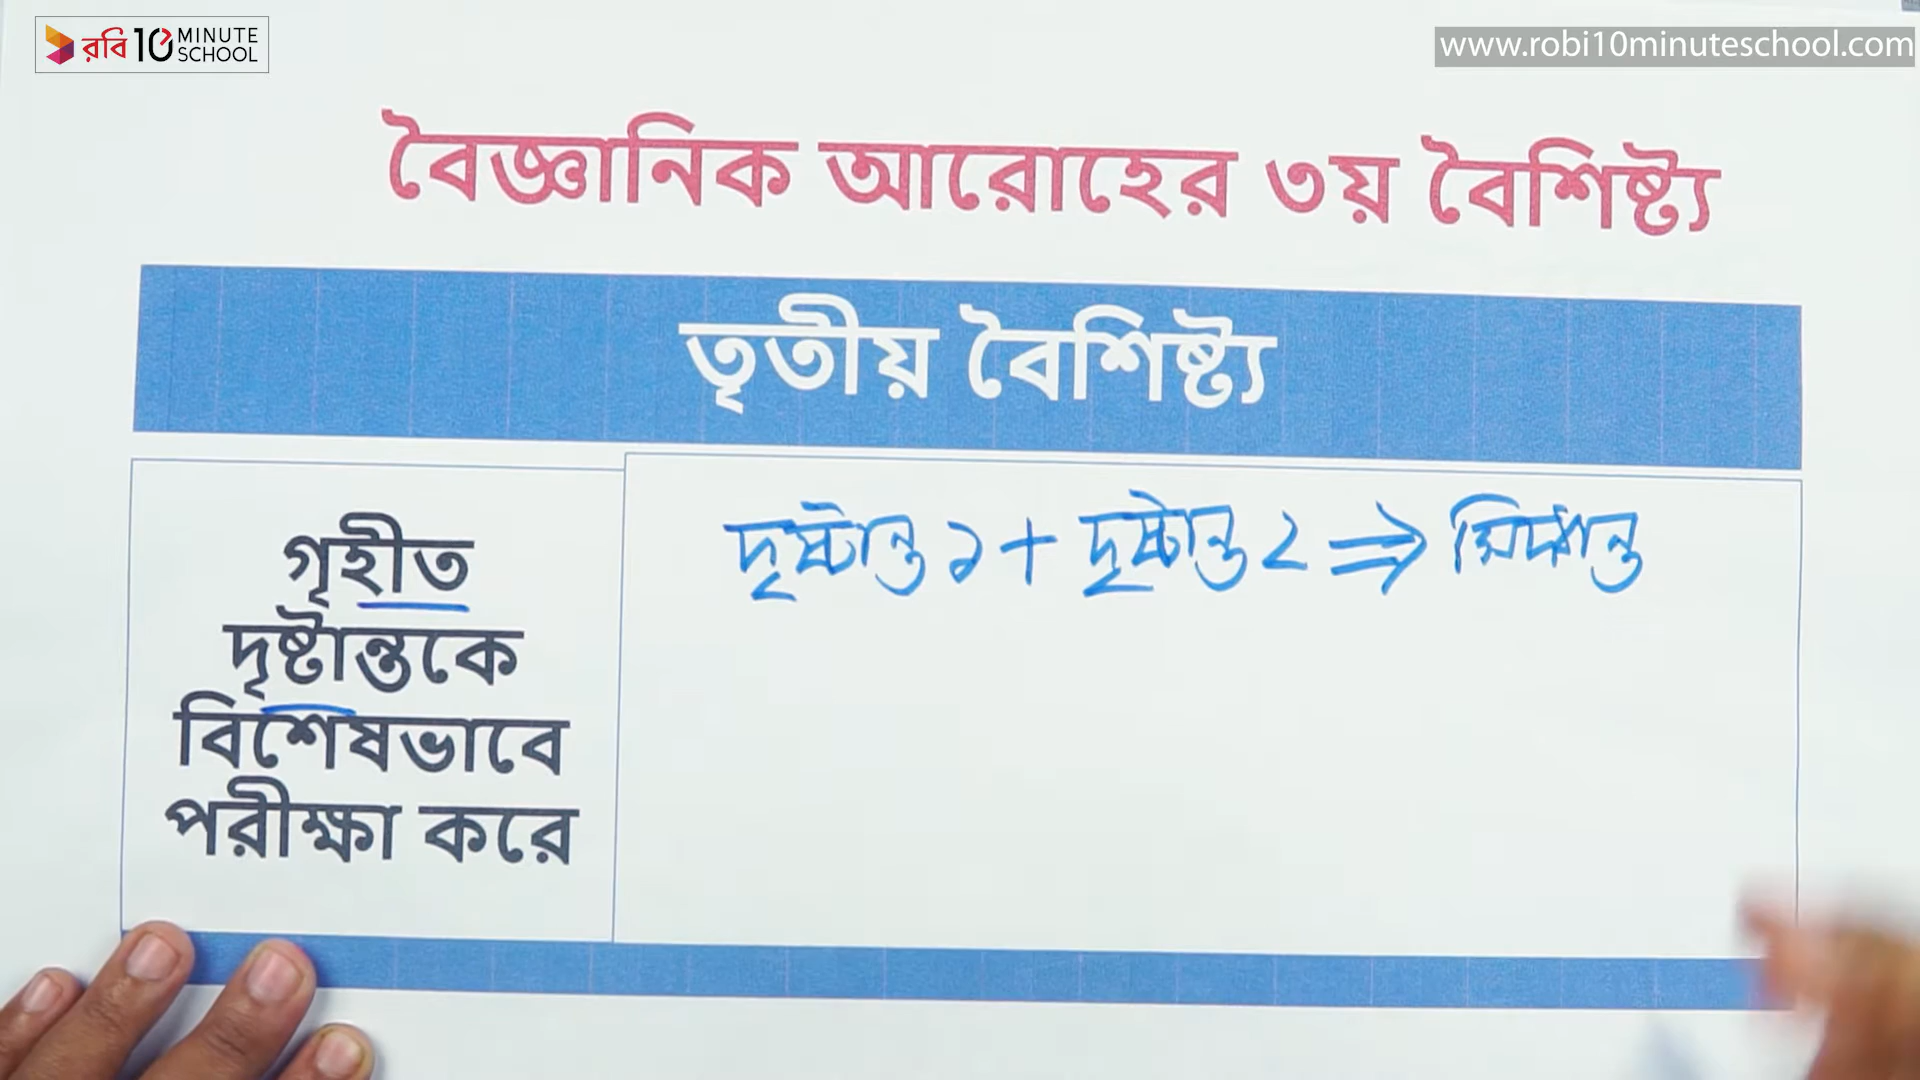 রবি 10 MINUTE SCHOOL
www.robi10minuteschool.com
বৈজ্ঞানিক আরোহের ৩য় বৈশিষ্ট্য
তৃতীয় বৈশিষ্ট্য
গৃহীত
দৃষ্টান্তকে
বিশেষভাবে
পরীক্ষা করে
দৃষ্টান্ত ১ + দৃষ্টান্ত ২ ⇒ সিদ্ধান্ত